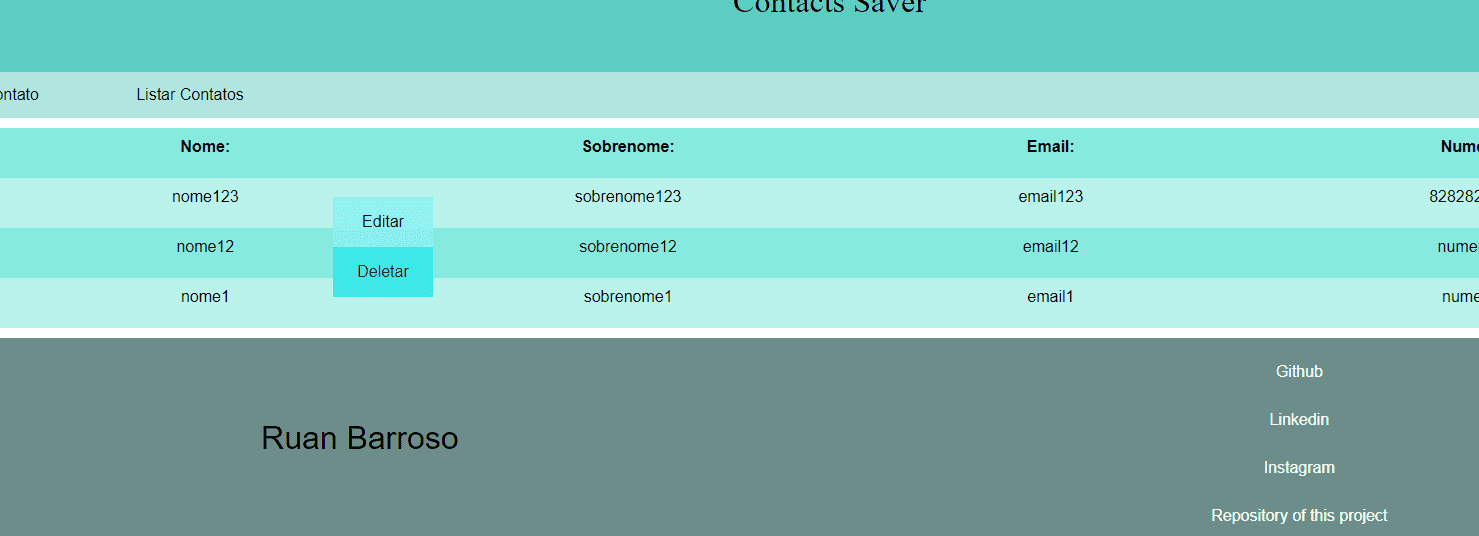 Contacts Saver
ontato Listar Contatos
Nome: Sobrenome: Email: Nume
nome123 sobrenome123 email123 828282
Editar
nome12 sobrenome12 email12 nume
Deletar
nome1 sobrenome1 email1 nume
Github
Linkedin
Ruan Barroso
Instagram
Repository of this project